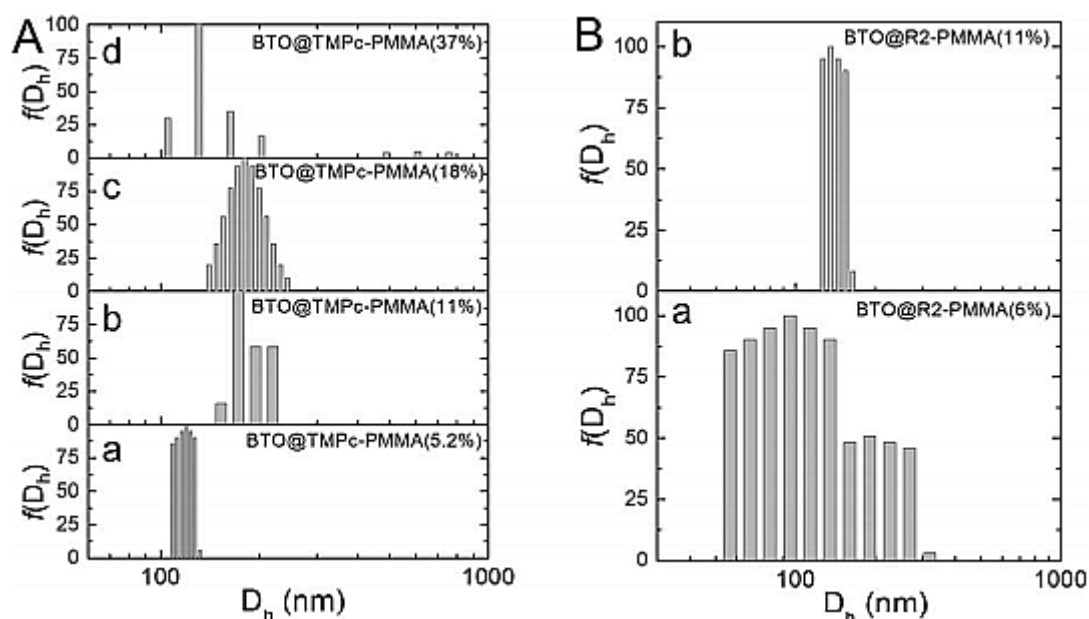 A
d
BTO@TMPc-PMMA(37%)
f(Dh)
100
75
50
25
0
c
BTO@TMPc-PMMA(18%)
f(Dh)
75
50
25
0
b
BTO@TMPc-PMMA(11%)
f(Dh)
75
50
25
0
a
BTO@TMPc-PMMA(5.2%)
f(Dh)
75
50
25
0
100
1000
Dh (nm)
B
b
BTO@R2-PMMA(11%)
f(Dh)
100
75
50
25
0
a
BTO@R2-PMMA(6%)
f(Dh)
100
75
50
25
0
100
1000
Dh (nm)